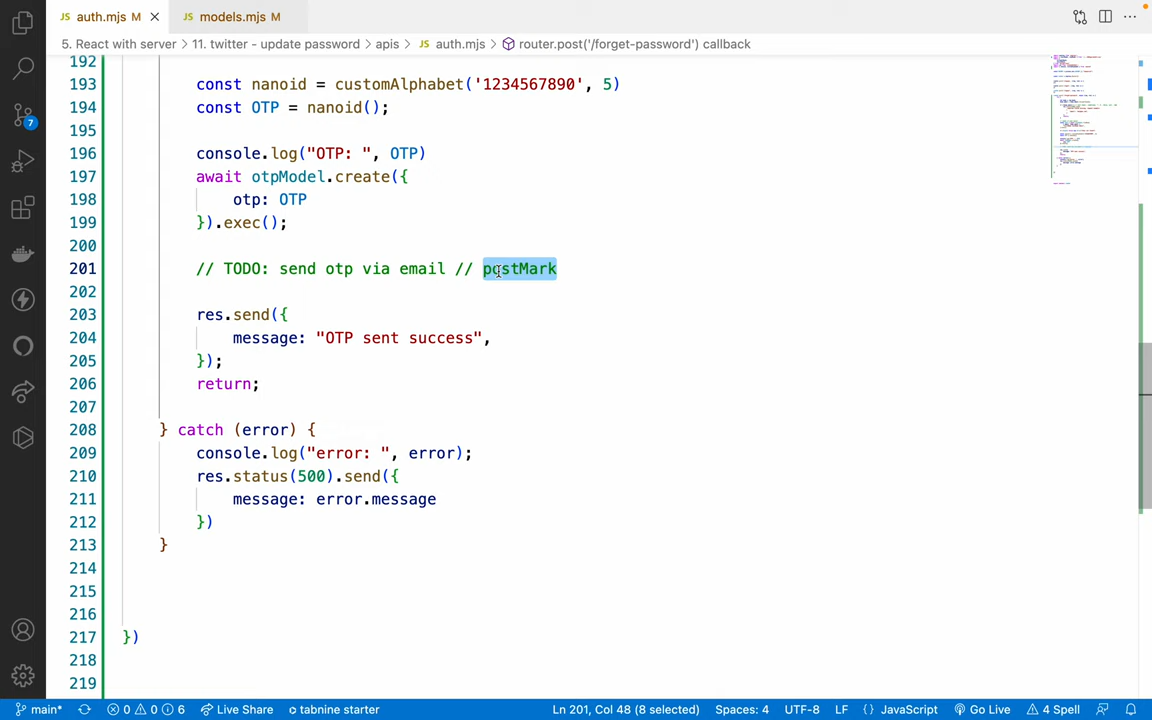 JS auth.mjs M
JS models.mjs M
5. React with server > 11. twitter - update password > apis > JS auth.mjs > router.post('/forget-password') callback
192
193 const nanoid = customAlphabet('1234567890', 5)
194 const OTP = nanoid();
195
196 console.log("OTP: ", OTP)
197 await otpModel.create({
198 otp: OTP
199 }).exec();
200
201 // TODO: send otp via email // postMark
202
203 res.send({
204 message: "OTP sent success",
205 });
206 return;
207
208 } catch (error) {
209 console.log("error: ", error);
210 res.status(500).send({
211 message: error.message
212 })
213 }
214
215
216
217 })
218
219
7
main* 0 0 6 Live Share tabnine starter Ln 201, Col 48 (8 selected) Spaces: 4 UTF-8 LF {} JavaScript Go Live 4 Spell